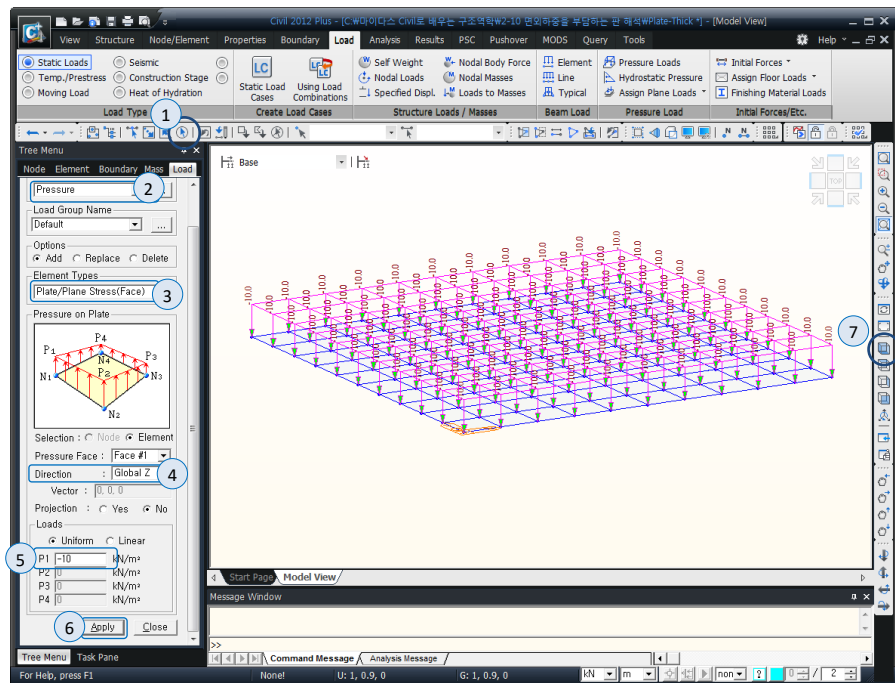 Civil 2012 Plus - [C:\마이다스 Civil로 배우는 구조역학\2-10 면외하중을 부담하는 판 해석\Plate-Thick *] - [Model View]
View Structure Node/Element Properties Boundary Load Analysis Results PSC Pushover MODS Query Tools Help
Static Loads Seismic
Temp./Prestress Construction Stage
Moving Load Heat of Hydration
Load Type
Static Load Cases
Using Load Combinations
Create Load Cases
Self Weight Nodal Body Force
Nodal Loads Nodal Masses
Specified Displ. Loads to Masses
Structure Loads / Masses
Element
Line
Typical
Beam Load
Pressure Loads
Hydrostatic Pressure
Assign Plane Loads
Pressure Load
Initial Forces
Assign Floor Loads
Finishing Material Loads
Initial Forces/Etc.
1
Tree Menu
Node Element Boundary Mass Load
Pressure
2
Load Group Name
Default ...
Options
Add Replace Delete
Element Types
Plate/Plane Stress(Face)
3
Pressure on Plate
P4
P1 N4 P3
P2
N1 N3
N2
Selection : Node Element
Pressure Face : Face #1
Direction : Global Z
4
Vector : 0, 0, 0
Projection : Yes No
Loads
Uniform Linear
5
P1 -10 kN/m²
P2 0 kN/m²
P3 0 kN/m²
P4 0 kN/m²
6
Apply Close
Tree Menu Task Pane
Base
TOP
-10.0
7
Start Page Model View
Message Window
>>
Command Message Analysis Message
For Help, press F1 None! U: 1, 0.9, 0 G: 1, 0.9, 0 kN m non ? 0 / 2